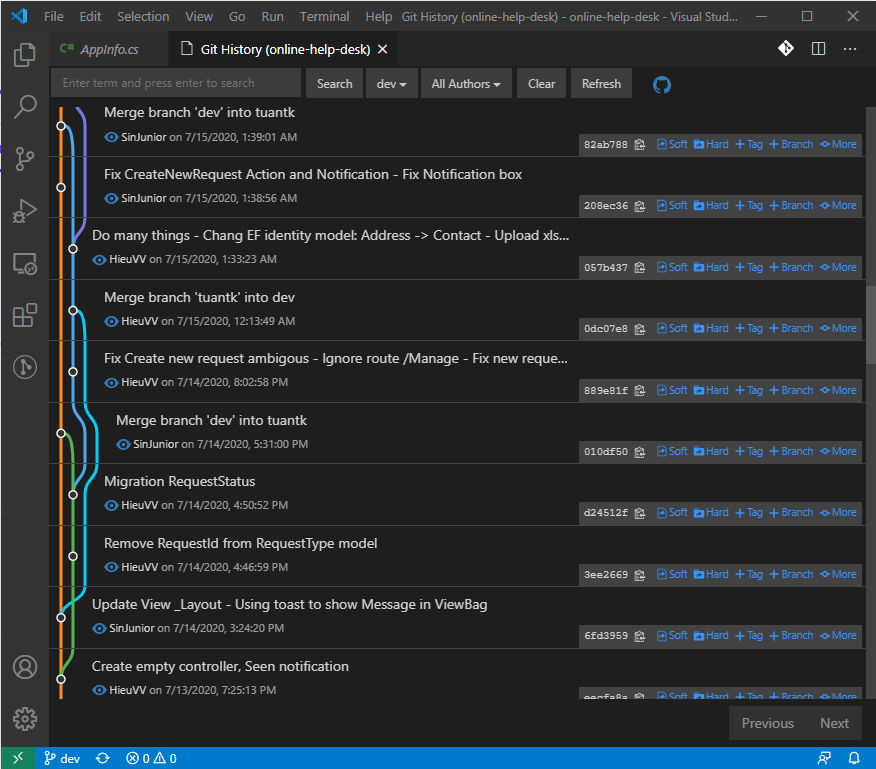 File Edit Selection View Go Run Terminal Help Git History (online-help-desk) - online-help-desk - Visual Stud...
C# AppInfo.cs Git History (online-help-desk)
Enter term and press enter to search Search dev All Authors Clear Refresh
Merge branch 'dev' into tuantk
SinJunior on 7/15/2020, 1:39:01 AM
82ab788 Soft Hard Tag Branch More
Fix CreateNewRequest Action and Notification - Fix Notification box
SinJunior on 7/15/2020, 1:38:56 AM
208ec36 Soft Hard Tag Branch More
Do many things - Chang EF identity model: Address -> Contact - Upload xls...
HieuVV on 7/15/2020, 1:33:23 AM
057b437 Soft Hard Tag Branch More
Merge branch 'tuantk' into dev
HieuVV on 7/15/2020, 12:13:49 AM
0dc07e8 Soft Hard Tag Branch More
Fix Create new request ambigous - Ignore route /Manage - Fix new reque...
HieuVV on 7/14/2020, 8:02:58 PM
889e81f Soft Hard Tag Branch More
Merge branch 'dev' into tuantk
SinJunior on 7/14/2020, 5:31:00 PM
010df50 Soft Hard Tag Branch More
Migration RequestStatus
HieuVV on 7/14/2020, 4:50:52 PM
d24512f Soft Hard Tag Branch More
Remove RequestId from RequestType model
HieuVV on 7/14/2020, 4:46:59 PM
3ee2669 Soft Hard Tag Branch More
Update View _Layout - Using toast to show Message in ViewBag
SinJunior on 7/14/2020, 3:24:20 PM
6fd3959 Soft Hard Tag Branch More
Create empty controller, Seen notification
HieuVV on 7/13/2020, 7:25:13 PM
Soft Hard Tag Branch More
Previous Next
dev 0 0